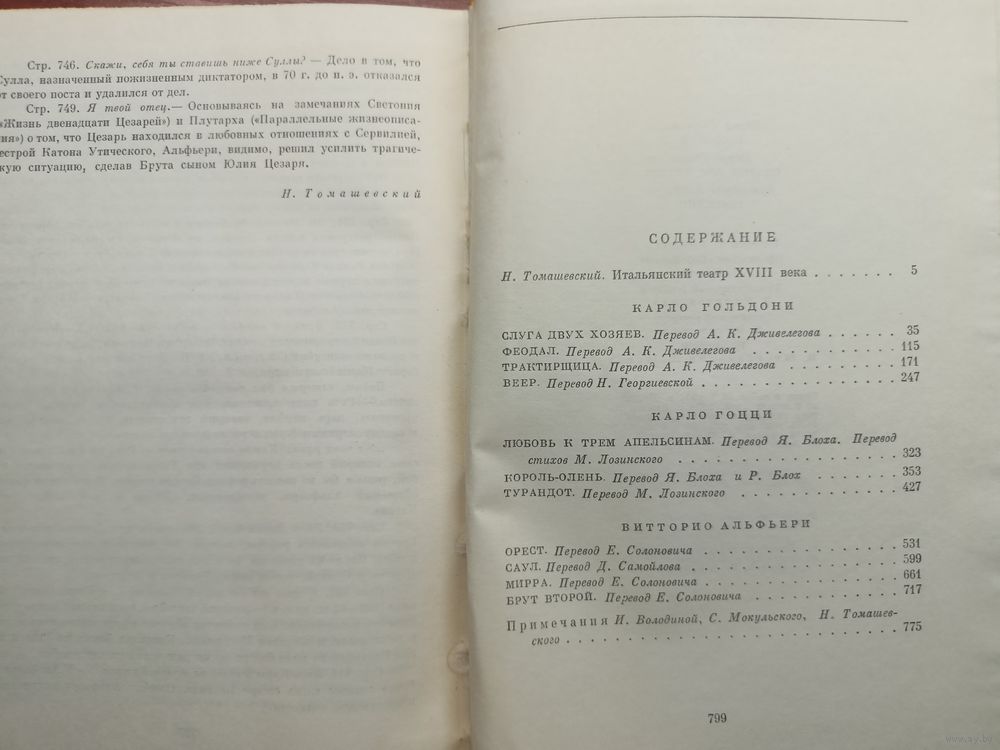 Стр. 746. Скажи, себя ты ставишь ниже Суллы? — Дело в том, что
Сулла, назначенный пожизненным диктатором, в 70 г. до н. э. отказался
от своего поста и удалился от дел.
Стр. 749. Я твой отец.— Основываясь на замечаниях Светония
(«Жизнь двенадцати Цезарей») и Плутарха («Параллельные жизнеописа-
ния») о том, что Цезарь находился в любовных отношениях с Сервилией,
сестрой Катона Утического, Альфьери, видимо, решил усилить трагиче-
скую ситуацию, сделав Брута сыном Юлия Цезаря.
Н. Томашевский
СОДЕРЖАНИЕ
Н. Томашевский. Итальянский театр XVIII века . . . . . . . 5
КАРЛО ГОЛЬДОНИ
СЛУГА ДВУХ ХОЗЯЕВ. Перевод А. К. Дживелегова . . . . . . 35
ФЕОДАЛ. Перевод А. К. Дживелегова . . . . . . . . . . . . 115
ТРАКТИРЩИЦА. Перевод А. К. Дживелегова . . . . . . . . . 171
ВЕЕР. Перевод Н. Георгиевской . . . . . . . . . . . . . . . . 247
КАРЛО ГОЦЦИ
ЛЮБОВЬ К ТРЕМ АПЕЛЬСИНАМ. Перевод Я. Блоха. Перевод
стихов М. Лозинского . . . . . . . . . . . . . . . . . . 323
КОРОЛЬ-ОЛЕНЬ. Перевод Я. Блоха и Р. Блох . . . . . . . . 353
ТУРАНДОТ. Перевод М. Лозинского . . . . . . . . . . . . . 427
ВИТТОРИО АЛЬФЬЕРИ
ОРЕСТ. Перевод Е. Солоновича . . . . . . . . . . . . . . . . 531
САУЛ. Перевод Д. Самойлова . . . . . . . . . . . . . . . . . 599
МИРРА. Перевод Е. Солоновича . . . . . . . . . . . . . . . . 661
БРУТ ВТОРОЙ. Перевод Е. Солоновича . . . . . . . . . . . . 717
Примечания И. Володиной, С. Мокульского, Н. Томашев-
ского . . . . . . . . . . . . . . . . . . . . . . . . . . . 775
799
www.ay.by